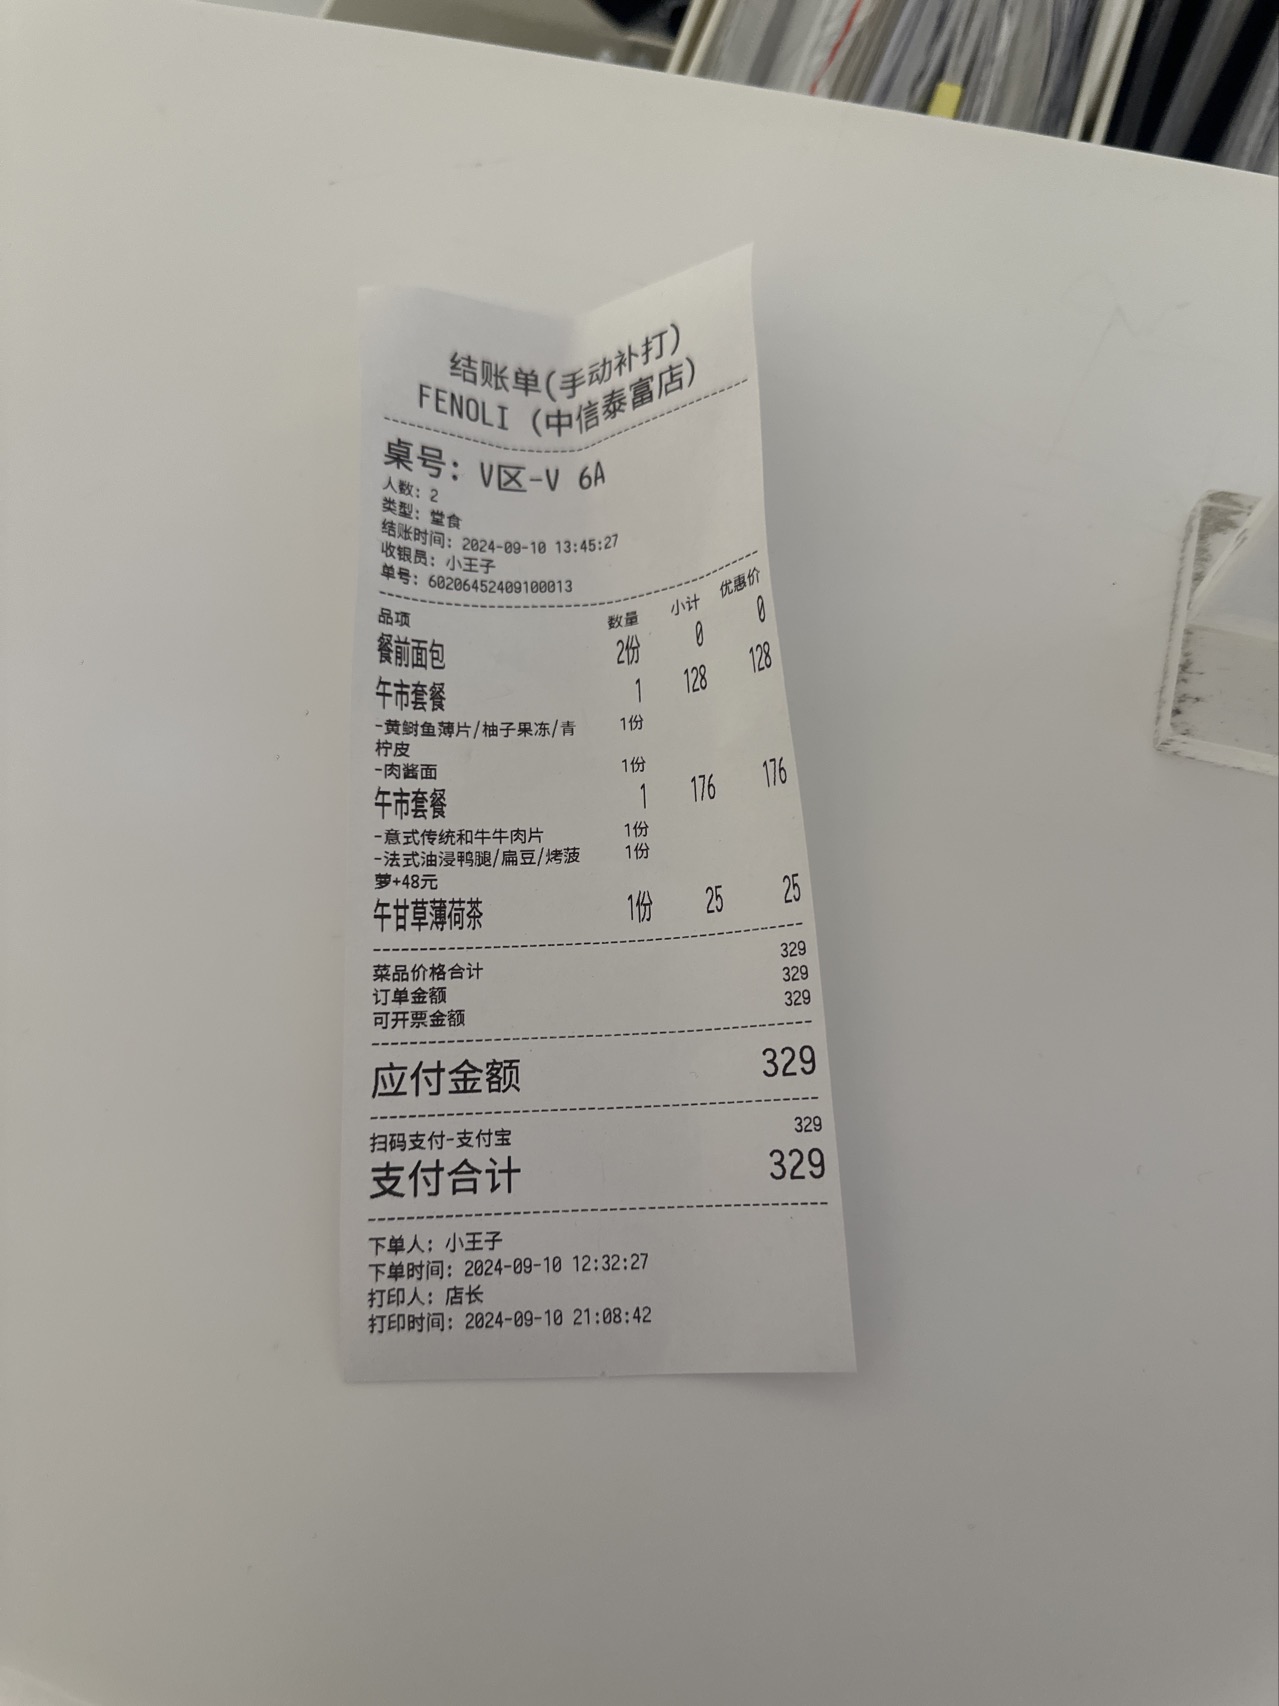 结账单(手动补打)
FENOLI (中信泰富店)
桌号: V区-V 6A
人数: 2
类型: 堂食
结账时间: 2024-09-10 13:45:27
收银员: 小王子
单号: 60206452409100013
品项 数量 小计 优惠价
餐前面包 2份 0 0
午市套餐 1 128 128
-黄鲥鱼薄片/柚子果冻/青 1份
柠皮
-肉酱面 1份
午市套餐 1 176 176
-意式传统和牛牛肉片 1份
-法式油浸鸭腿/扁豆/烤菠 1份
萝+48元
午甘草薄荷茶 1份 25 25
菜品价格合计 329
订单金额 329
可开票金额 329
应付金额 329
扫码支付-支付宝 329
支付合计 329
下单人: 小王子
下单时间: 2024-09-10 12:32:27
打印人: 店长
打印时间: 2024-09-10 21:08:42